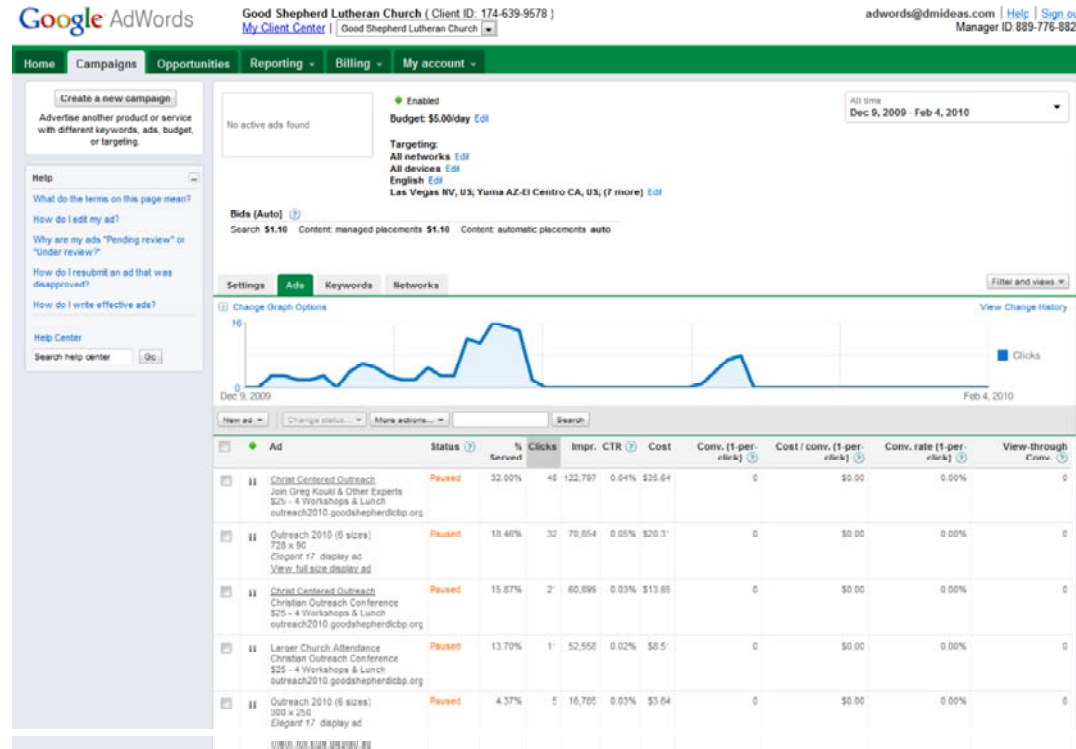 Google AdWords
Good Shepherd Lutheran Church ( Client ID: 174-639-9578 )
My Client Center | Good Shepherd Lutheran Church
adwords@dmideas.com | Help | Sign ou
Manager ID:889-776-882
Home Campaigns Opportunities Reporting Billing My account
Create a new campaign
Advertise another product or service
with different keywords, ads, budget,
or targeting.
Help
What do the terms on this page mean?
How do I edit my ad?
Why are my ads "Pending review" or
"Under review?"
How do I resubmit an ad that was
disapproved?
How do I write effective ads?
Help Center
Search help center Go
No active ads found
Enabled
Budget: $5.00/day Edit
Targeting:
All networks Edit
All devices Edit
English Edit
Las Vegas NV, US; Yuma AZ-El Centro CA, US; (7 more) Edit
All time
Dec 9, 2009 - Feb 4, 2010
Bids (Auto) ?
Search $1.10 Content: managed placements $1.10 Content: automatic placements auto
Settings Ads Keywords Networks
Filter and views
Change Graph Options
View Change History
16
0
Clicks
Dec 9, 2009
Feb 4, 2010
New ad Change status... More actions... Search
Ad Status ? % Served Clicks Impr. CTR ? Cost Conv. (1-per-click) ? Cost / conv. (1-per-click) ? Conv. rate (1-per-click) ? View-through Conv. ?
Christ Centered Outreach Paused 32.00% 48 122,797 0.04% $35.64 0 $0.00 0.00% 0
Join Greg Koukl & Other Experts
$25 - 4 Workshops & Lunch
outreach2010.goodshepherdlcbp.org
Outreach 2010 (6 sizes) Paused 18.46% 32 70,854 0.05% 0 $0.00 0.00% 0
728 x 90
Elegant 17 display ad
View full size display ad
Christ Centered Outreach Paused 15.87% 60,899 0.03% $13.85 0 $0.00 0.00% 0
Christian Outreach Conference
$25 - 4 Workshops & Lunch
outreach2010.goodshepherdlcbp.org
Larger Church Attendance Paused 13.70% 52,558 0.02% 0 $0.00 0.00% 0
Christian Outreach Conference
$25 - 4 Workshops & Lunch
outreach2010.goodshepherdlcbp.org
Outreach 2010 (6 sizes) Paused 4.37% 5 16,785 0.03% $3.64 0 $0.00 0.00% 0
300 x 250
Elegant 17 display ad